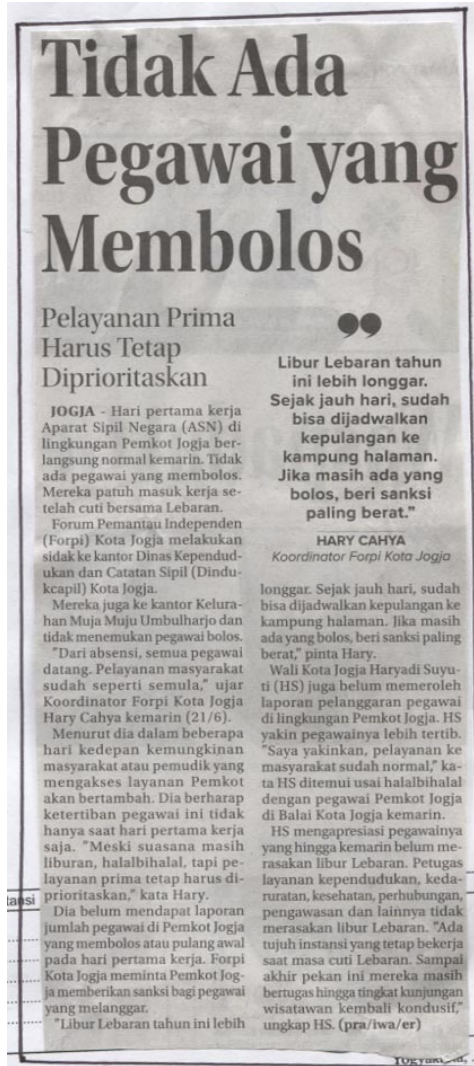 Tidak Ada
Pegawai yang
Membolos
Pelayanan Prima
Harus Tetap
Diprioritaskan
JOGJA - Hari pertama kerja
Aparat Sipil Negara (ASN) di
lingkungan Pemkot Jogja ber-
langsung normal kemarin. Tidak
ada pegawai yang membolos.
Mereka patuh masuk kerja se-
telah cuti bersama Lebaran.
Forum Pemantau Independen
(Forpi) Kota Jogja melakukan
sidak ke kantor Dinas Kependud-
ukan dan Catatan Sipil (Dindu-
kcapil) Kota Jogja.
Mereka juga ke kantor Kelura-
han Muja Muju Umbulharjo dan
tidak menemukan pegawai bolos.
"Dari absensi, semua pegawai
datang. Pelayanan masyarakat
sudah seperti semula," ujar
Koordinator Forpi Kota Jogja
Hary Cahya kemarin (21/6).
Menurut dia dalam beberapa
hari kedepan kemungkinan
masyarakat atau pemudik yang
mengakses layanan Pemkot
akan bertambah. Dia berharap
ketertiban pegawai ini tidak
hanya saat hari pertama kerja
saja. "Meski suasana masih
liburan, halalbihalal, tapi pe-
layanan prima tetap harus di-
prioritaskan," kata Hary.
Dia belum mendapat laporan
jumlah pegawai di Pemkot Jogja
yang membolos atau pulang awal
pada hari pertama kerja. Forpi
Kota Jogja meminta Pemkot Jog-
ja memberikan sanksi bagi pegawai
yang melanggar.
"Libur Lebaran tahun ini lebih
"
Libur Lebaran tahun
ini lebih longgar.
Sejak jauh hari, sudah
bisa dijadwalkan
kepulangan ke
kampung halaman.
Jika masih ada yang
bolos, beri sanksi
paling berat."
HARY CAHYA
Koordinator Forpi Kota Jogja
longgar. Sejak jauh hari, sudah
bisa dijadwalkan kepulangan ke
kampung halaman. Jika masih
ada yang bolos, beri sanksi paling
berat," pinta Hary.
Wali Kota Jogja Haryadi Suyu-
ti (HS) juga belum memeroleh
laporan pelanggaran pegawai
di lingkungan Pemkot Jogja. HS
yakin pegawainya lebih tertib.
"Saya yakinkan, pelayanan ke
masyarakat sudah normal," ka-
ta HS ditemui usai halalbihalal
dengan pegawai Pemkot Jogja
di Balai Kota Jogja kemarin.
HS mengapresiasi pegawainya
yang hingga kemarin belum me-
rasakan libur Lebaran. Petugas
layanan kependudukan, keda-
ruratan, kesehatan, perhubungan,
pengawasan dan lainnya tidak
merasakan libur Lebaran. "Ada
tujuh instansi yang tetap bekerja
saat masa cuti Lebaran. Sampai
akhir pekan ini mereka masih
bertugas hingga tingkat kunjungan
wisatawan kembali kondusif,"
ungkap HS. (pra/iwa/er)